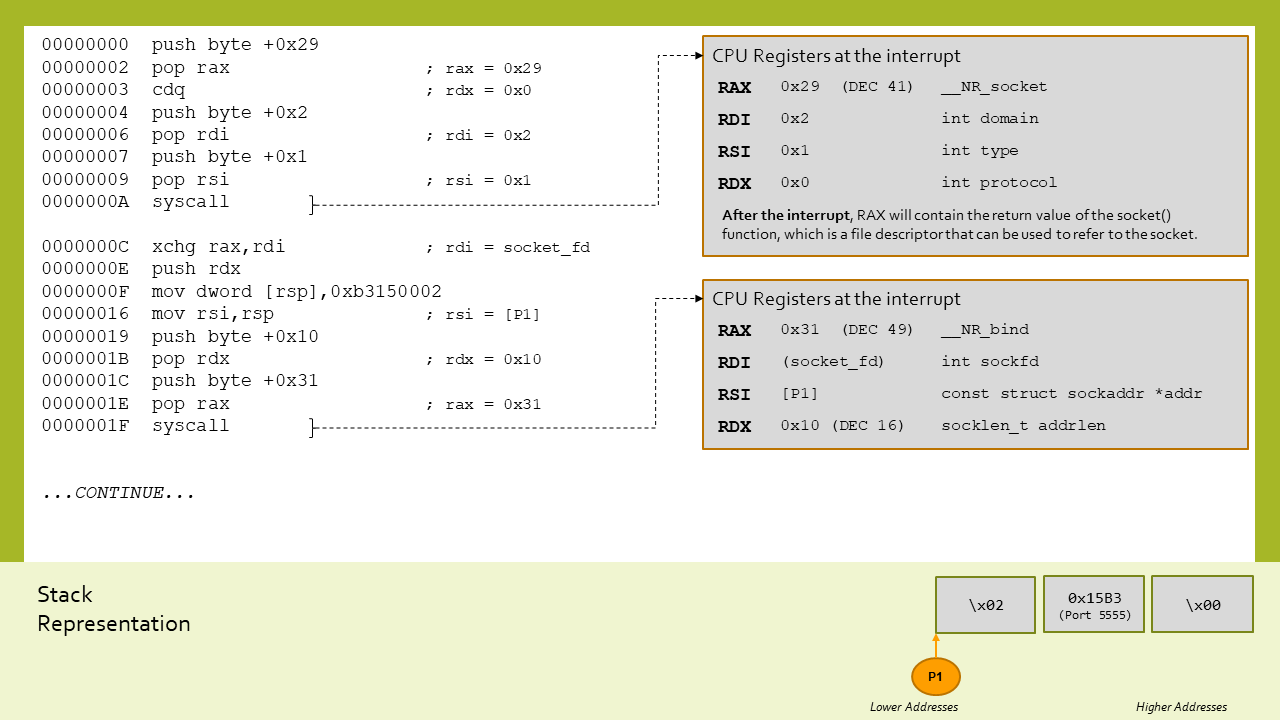 00000000 push byte +0x29
00000002 pop rax ; rax = 0x29
00000003 cdq ; rdx = 0x0
00000004 push byte +0x2
00000006 pop rdi ; rdi = 0x2
00000007 push byte +0x1
00000009 pop rsi ; rsi = 0x1
0000000A syscall
0000000C xchg rax,rdi ; rdi = socket_fd
0000000E push rdx
0000000F mov dword [rsp],0xb3150002
00000016 mov rsi,rsp ; rsi = [P1]
00000019 push byte +0x10
0000001B pop rdx ; rdx = 0x10
0000001C push byte +0x31
0000001E pop rax ; rax = 0x31
0000001F syscall
...CONTINUE...
CPU Registers at the interrupt
RAX 0x29 (DEC 41) __NR_socket
RDI 0x2 int domain
RSI 0x1 int type
RDX 0x0 int protocol
After the interrupt, RAX will contain the return value of the socket()
function, which is a file descriptor that can be used to refer to the socket.
CPU Registers at the interrupt
RAX 0x31 (DEC 49) __NR_bind
RDI (socket_fd) int sockfd
RSI [P1] const struct sockaddr *addr
RDX 0x10 (DEC 16) socklen_t addrlen
Stack
Representation
\x02
0x15B3
(Port 5555)
\x00
P1
Lower Addresses
Higher Addresses